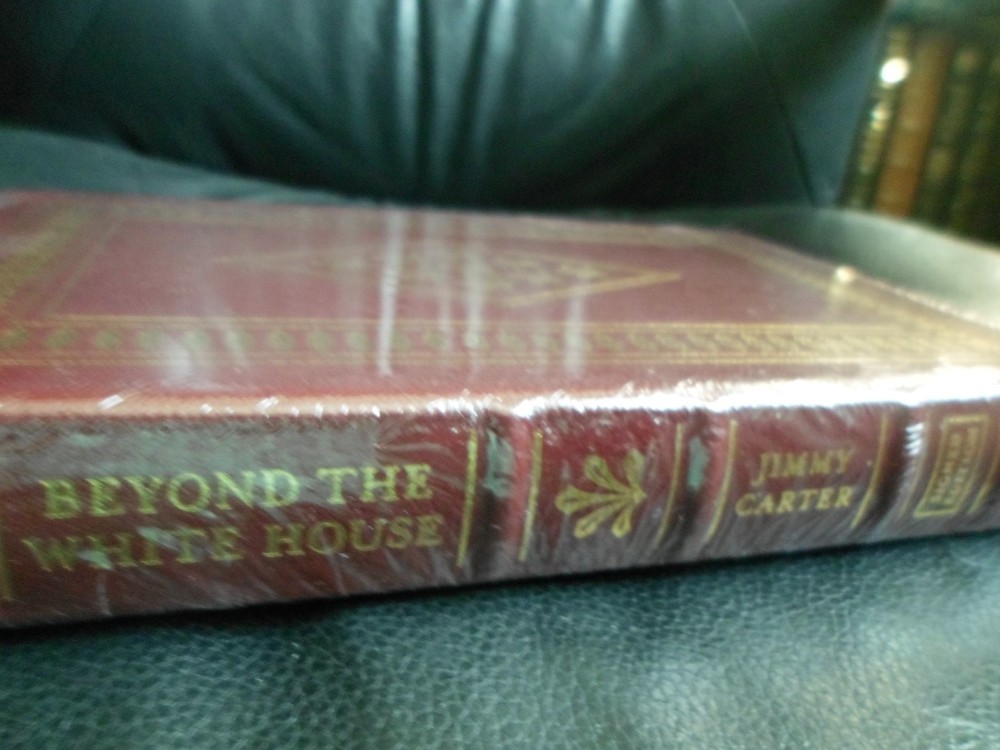 BEYOND THE
WHITE HOUSE
JIMMY
CARTER